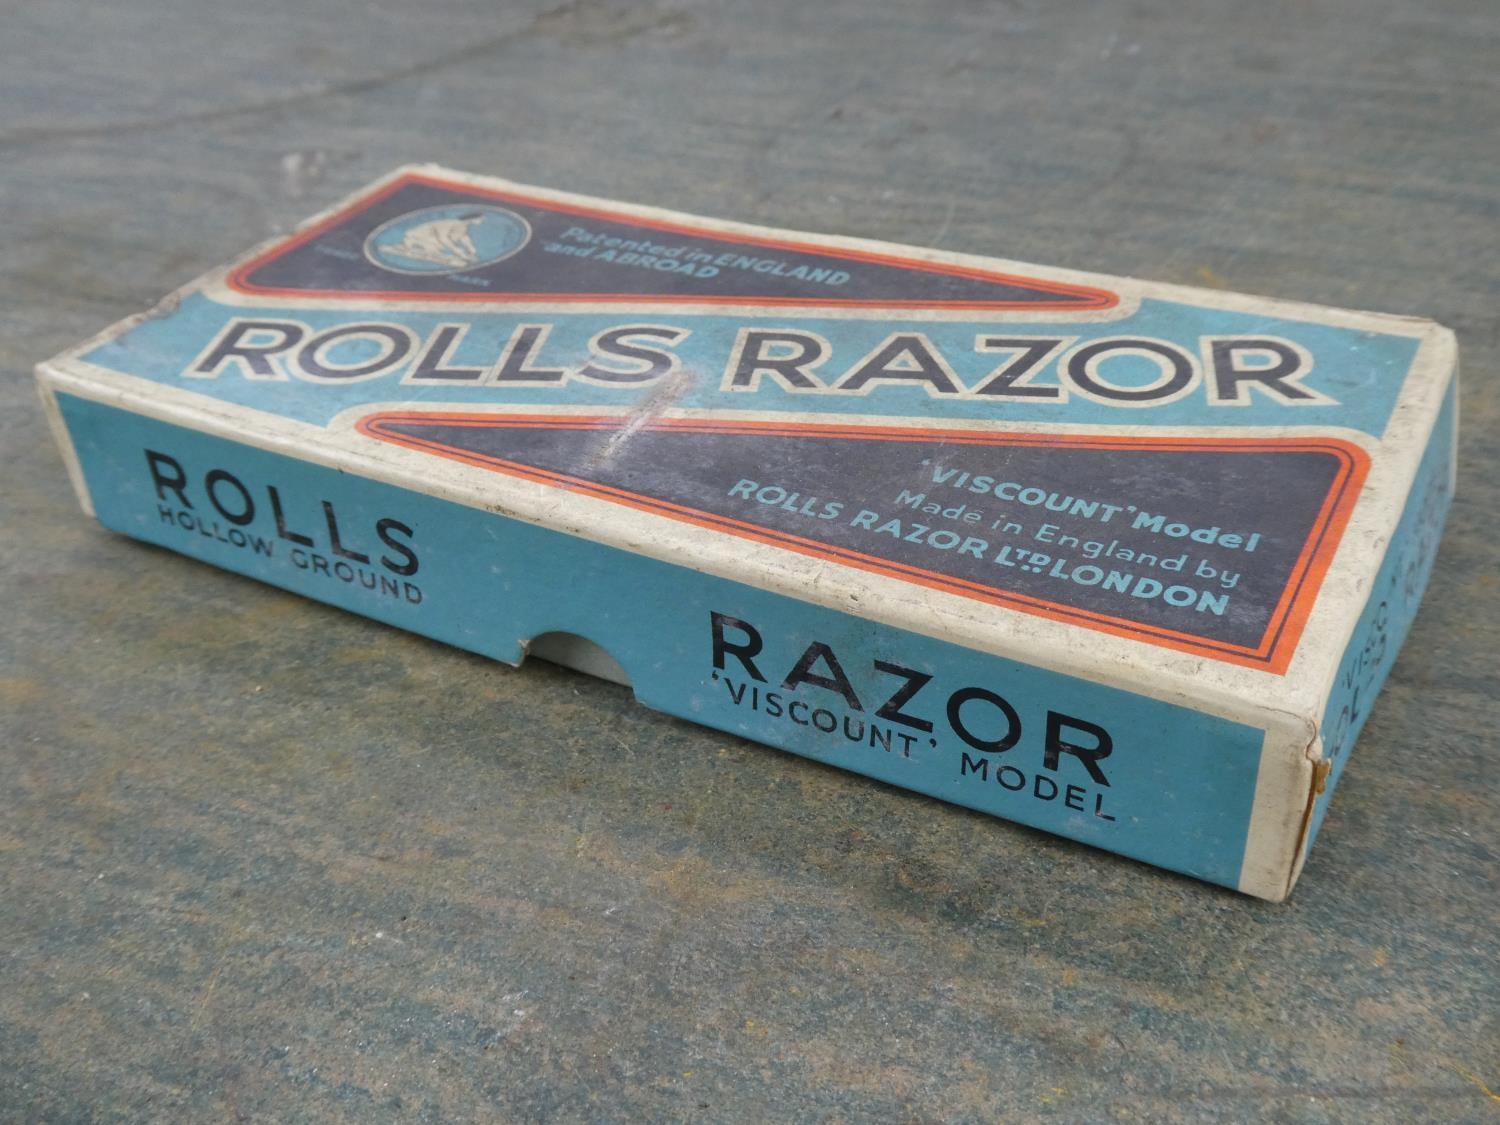 Patented in ENGLAND
and ABROAD
ROLLS RAZOR
'VISCOUNT' Model
Made in England by
ROLLS RAZOR LTD. LONDON
ROLLS
HOLLOW GROUND
RAZOR
'VISCOUNT' MODEL